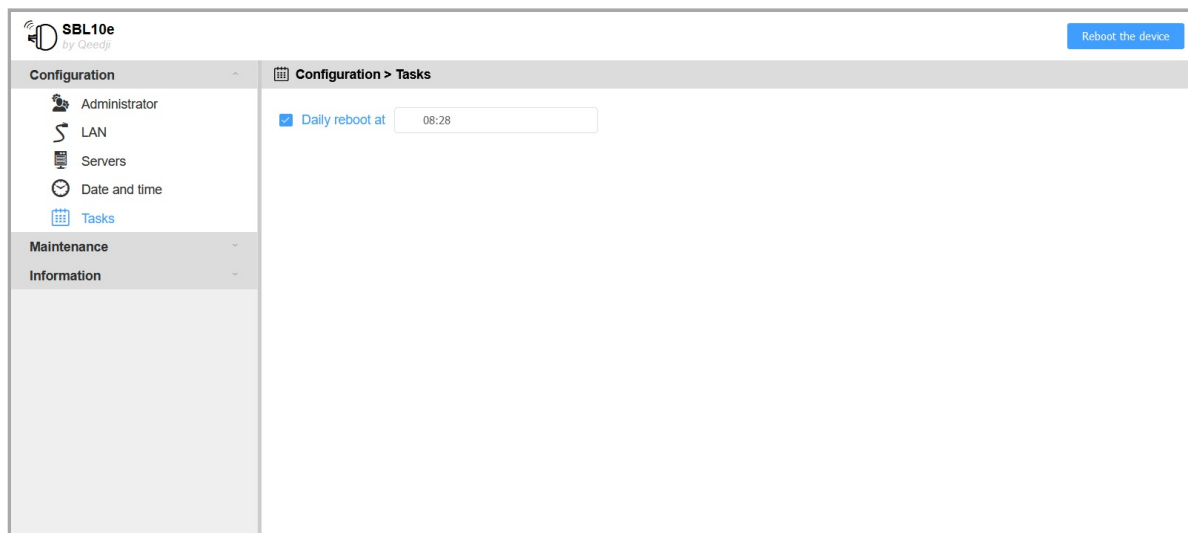 SBL10e
by Qeedji
Reboot the device
Configuration
Administrator
LAN
Servers
Date and time
Tasks
Maintenance
Information
Configuration > Tasks
Daily reboot at 08:28